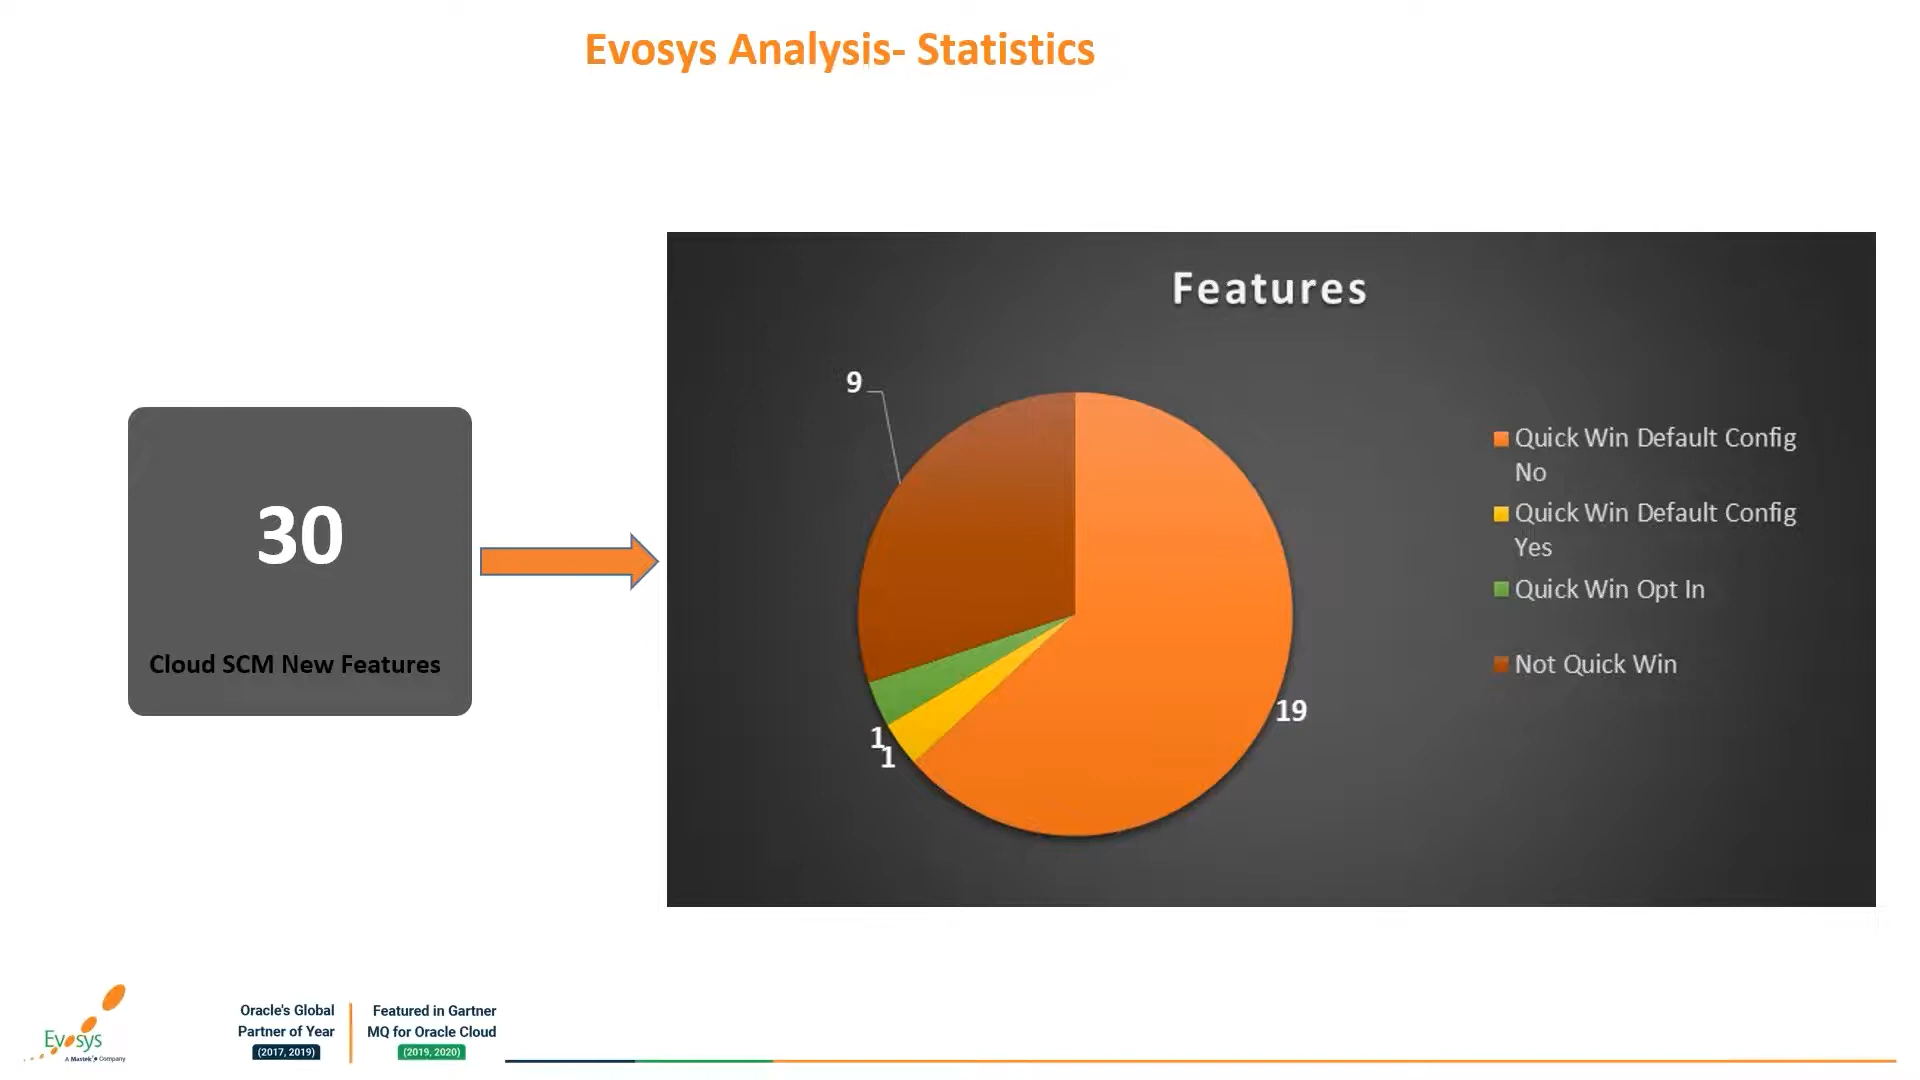 Evosys Analysis- Statistics
30
Cloud SCM New Features
Features
9
19
1
1
Quick Win Default Config
No
Quick Win Default Config
Yes
Quick Win Opt In
Not Quick Win
Evosys
A Mastek Company
Oracle's Global
Partner of Year
(2017, 2019)
Featured in Gartner
MQ for Oracle Cloud
(2019, 2020)